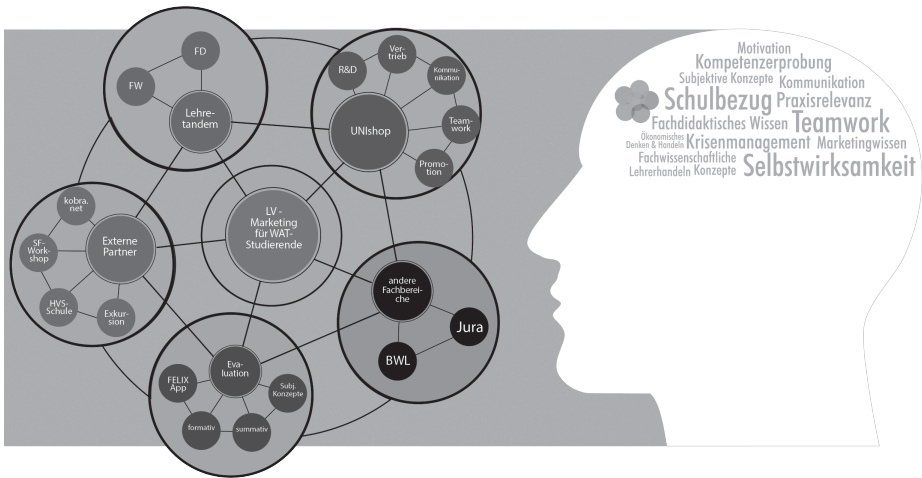 FD
FW
Lehre-
tandem
R&D
Ver-
trieb
Kommu-
nikation
UNIshop
Team-
work
Promo-
tion
kobra.
net
SF-
Work-
shop
Externe
Partner
HVS-
Schule
Exkur-
sion
LV -
Marketing
für WAT-
Studierende
andere
Fachberei-
che
Jura
BWL
Eva-
luation
FELIX
App
Subj.
Konzepte
formativ
summativ
Motivation
Kompetenzerprobung
Subjektive Konzepte Kommunikation
Schulbezug Praxisrelevanz
Fachdidaktisches Wissen Teamwork
Ökonomisches
Denken & Handeln Krisenmanagement Marketingwissen
Fachwissenschaftliche
Lehrerhandeln Konzepte Selbstwirksamkeit